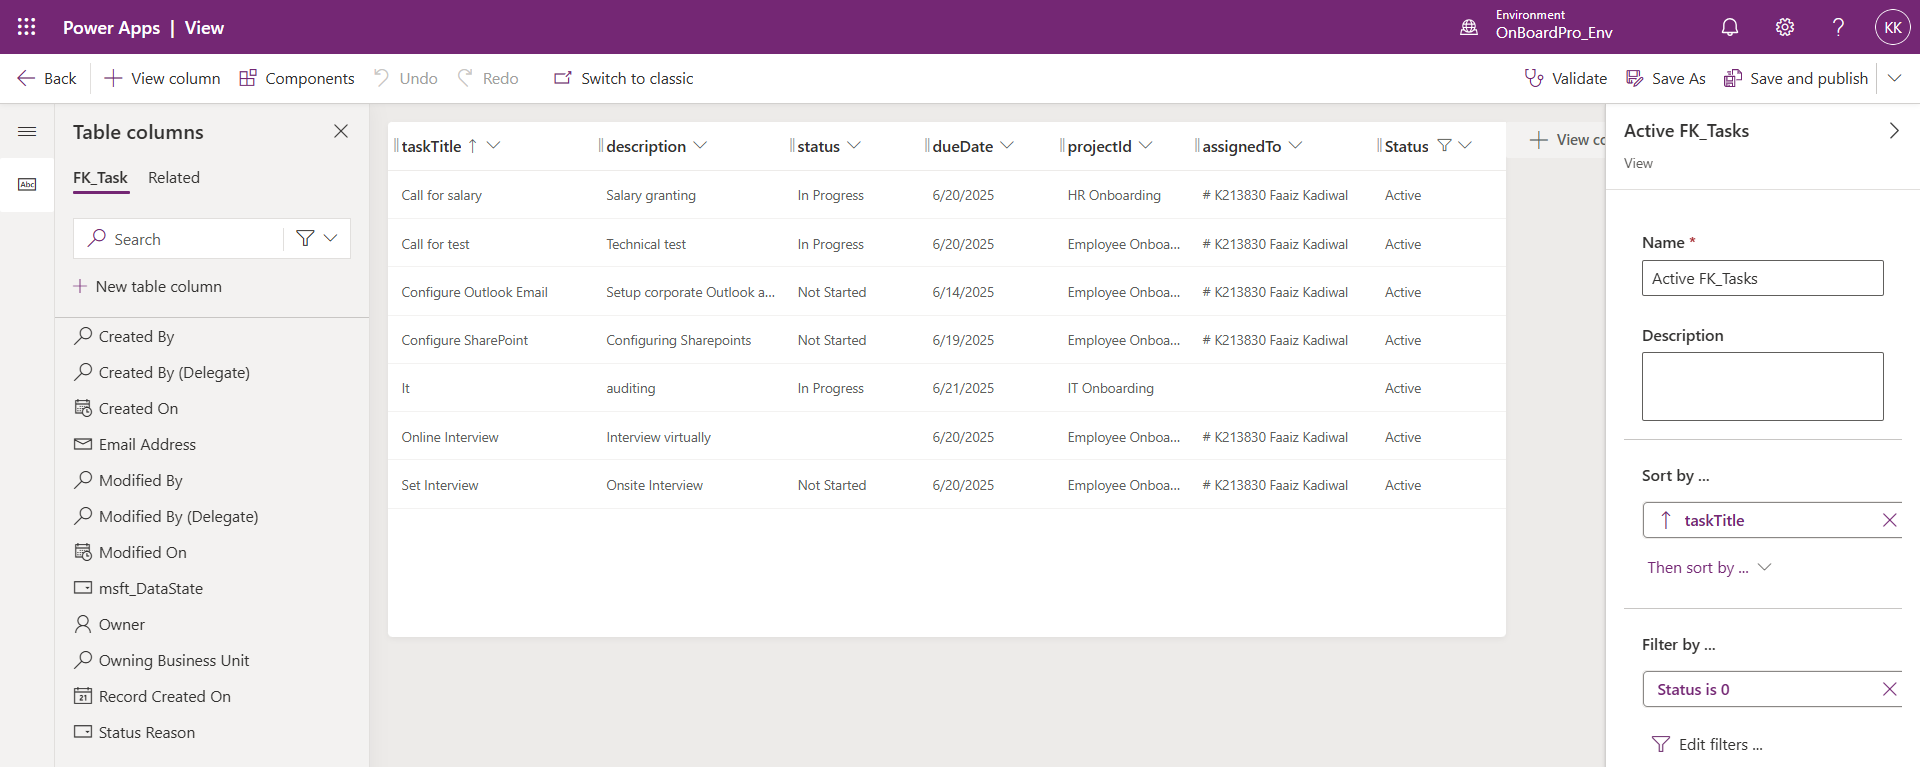 Power Apps | View
Environment
OnBoardPro_Env
KK
Back
View column
Components
Undo
Redo
Switch to classic
Validate
Save As
Save and publish
Table columns
FK_Task
Related
Search
New table column
Created By
Created By (Delegate)
Created On
Email Address
Modified By
Modified By (Delegate)
Modified On
msft_DataState
Owner
Owning Business Unit
Record Created On
Status Reason
Abc
taskTitle description status dueDate projectId assignedTo Status
Call for salary Salary granting In Progress 6/20/2025 HR Onboarding # K213830 Faaiz Kadiwal Active
Call for test Technical test In Progress 6/20/2025 Employee Onboa... # K213830 Faaiz Kadiwal Active
Configure Outlook Email Setup corporate Outlook a... Not Started 6/14/2025 Employee Onboa... # K213830 Faaiz Kadiwal Active
Configure SharePoint Configuring Sharepoints Not Started 6/19/2025 Employee Onboa... # K213830 Faaiz Kadiwal Active
It auditing In Progress 6/21/2025 IT Onboarding Active
Online Interview Interview virtually 6/20/2025 Employee Onboa... # K213830 Faaiz Kadiwal Active
Set Interview Onsite Interview Not Started 6/20/2025 Employee Onboa... # K213830 Faaiz Kadiwal Active
View co
Active FK_Tasks
View
Name *
Active FK_Tasks
Description
Sort by ...
taskTitle
Then sort by ...
Filter by ...
Status is 0
Edit filters ...